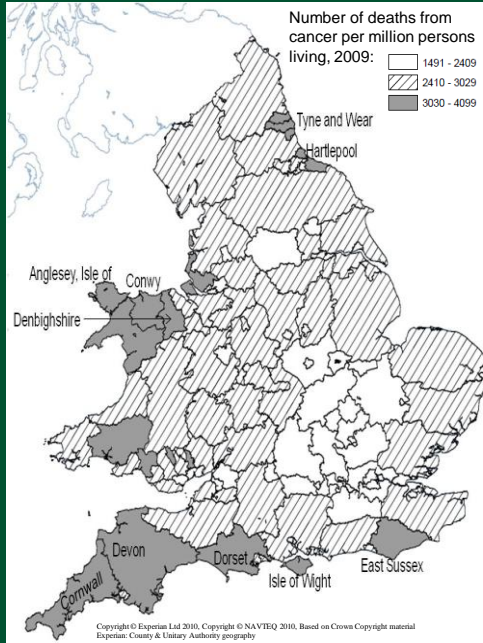 Number of deaths from
cancer per million persons
living, 2009:
1491 - 2409
2410 - 3029
3030 - 4099
Tyne and Wear
Hartlepool
Anglesey, Isle of
Conwy
Denbighshire
Devon
Cornwall
Dorset
Isle of Wight
East Sussex
Copyright © Experian Ltd 2010, Copyright © NAVTEQ 2010, Based on Crown Copyright material
Experian: County & Unitary Authority geography